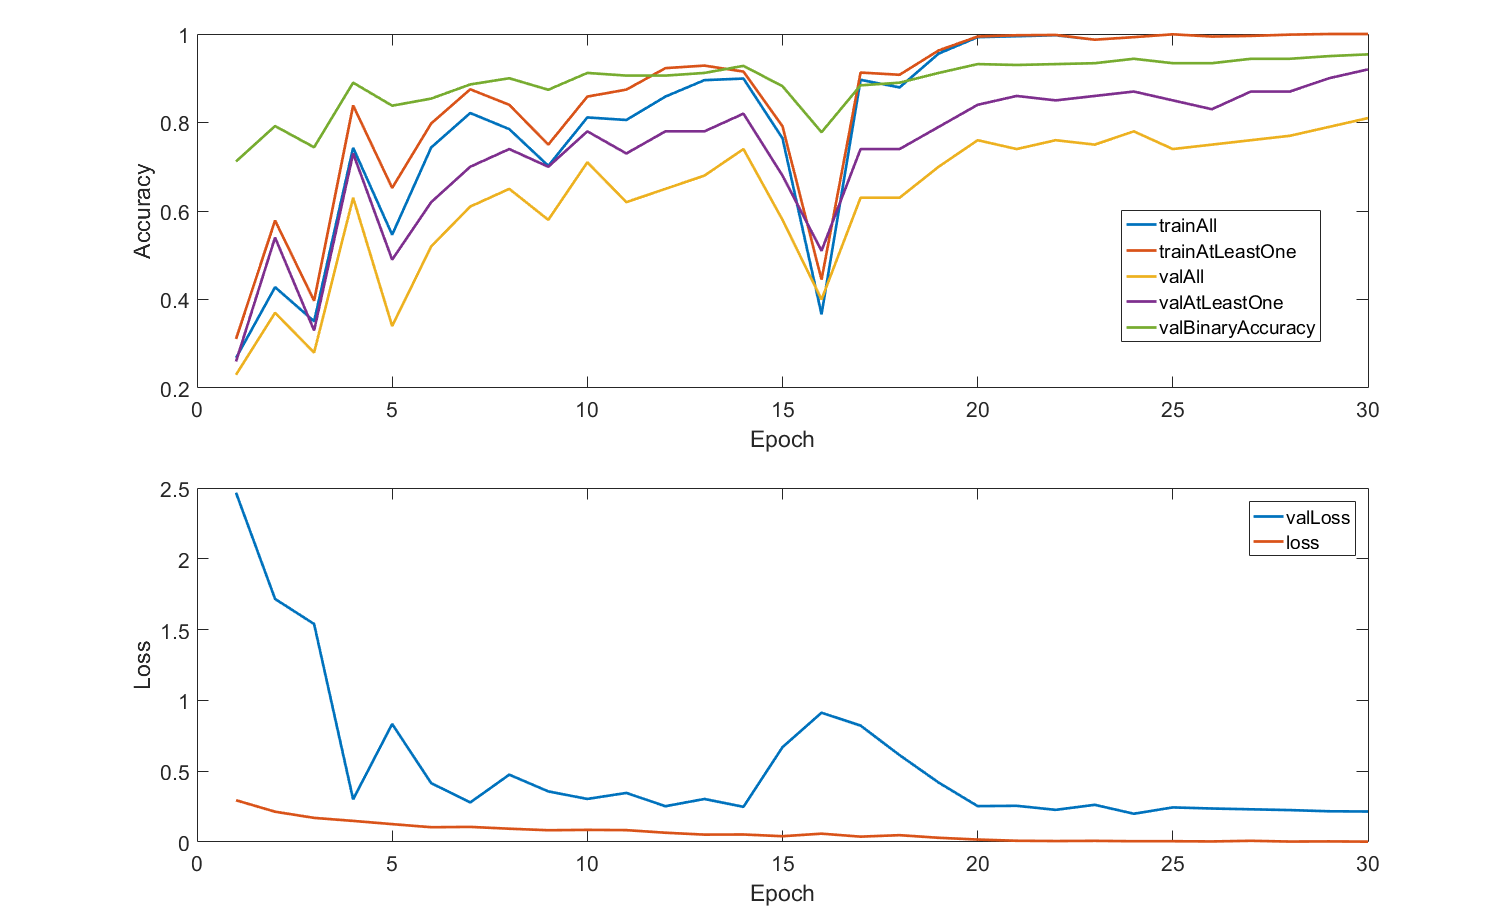 1
0.8
0.6
0.4
0.2
Accuracy
0 5 10 15 20 25 30
Epoch
trainAll
trainAtLeastOne
valAll
valAtLeastOne
valBinaryAccuracy
2.5
2
1.5
1
0.5
0
Loss
0 5 10 15 20 25 30
Epoch
valLoss
loss